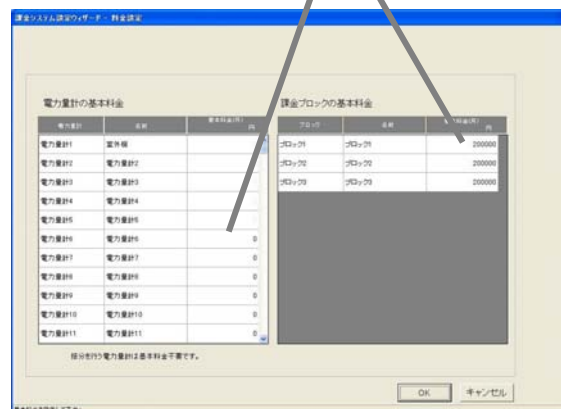 課金システム設定ウィザード - 料金設定
電力量計の基本料金
課金ブロックの基本料金
電力量計 名前 基本料金(月) 円
ブロック 名前 料金(月) 円
電力量計1 室外機
電力量計2 電力量計2
電力量計3 電力量計3
電力量計4 電力量計4
電力量計5 電力量計5
電力量計6 電力量計6 0
電力量計7 電力量計7 0
電力量計8 電力量計8 0
電力量計9 電力量計9 0
電力量計10 電力量計10 0
電力量計11 電力量計11 0
ブロック1 ブロック1 200000
ブロック2 ブロック2 200000
ブロック3 ブロック3 200000
按分を行う電力量計は基本料金不要です。
OK キャンセル